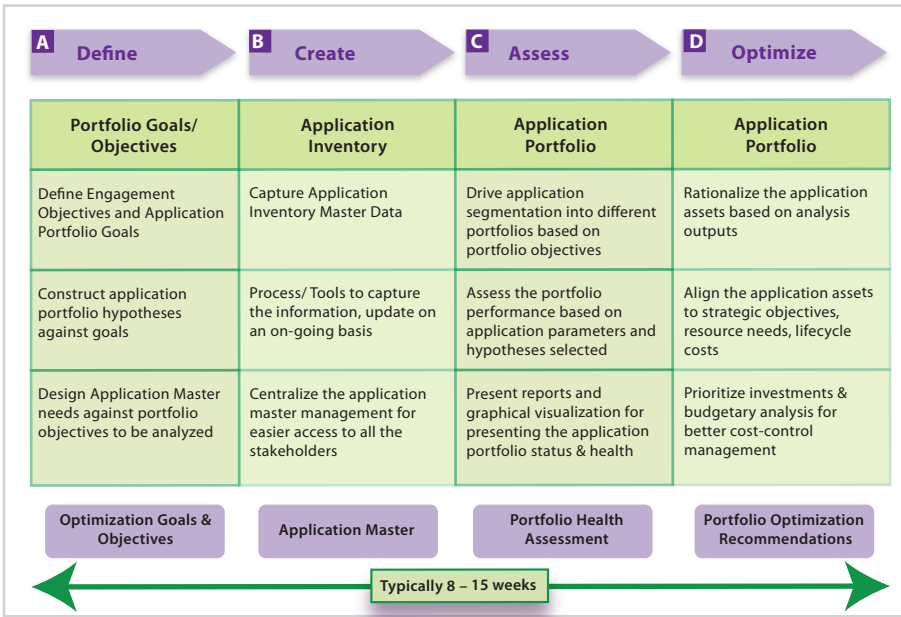 A
Define
B
Create
C
Assess
D
Optimize
Portfolio Goals/
Objectives
Application
Inventory
Application
Portfolio
Application
Portfolio
Define Engagement
Objectives and Application
Portfolio Goals
Capture Application
Inventory Master Data
Drive application
segmentation into different
portfolios based on
portfolio objectives
Rationalize the application
assets based on analysis
outputs
Construct application
portfolio hypotheses
against goals
Process/ Tools to capture
the information, update on
an on-going basis
Assess the portfolio
performance based on
application parameters and
hypotheses selected
Align the application assets
to strategic objectives,
resource needs, lifecycle
costs
Design Application Master
needs against portfolio
objectives to be analyzed
Centralize the application
master management for
easier access to all the
stakeholders
Present reports and
graphical visualization for
presenting the application
portfolio status & health
Prioritize investments &
budgetary analysis for
better cost-control
management
Optimization Goals &
Objectives
Application Master
Portfolio Health
Assessment
Portfolio Optimization
Recommendations
Typically 8 – 15 weeks